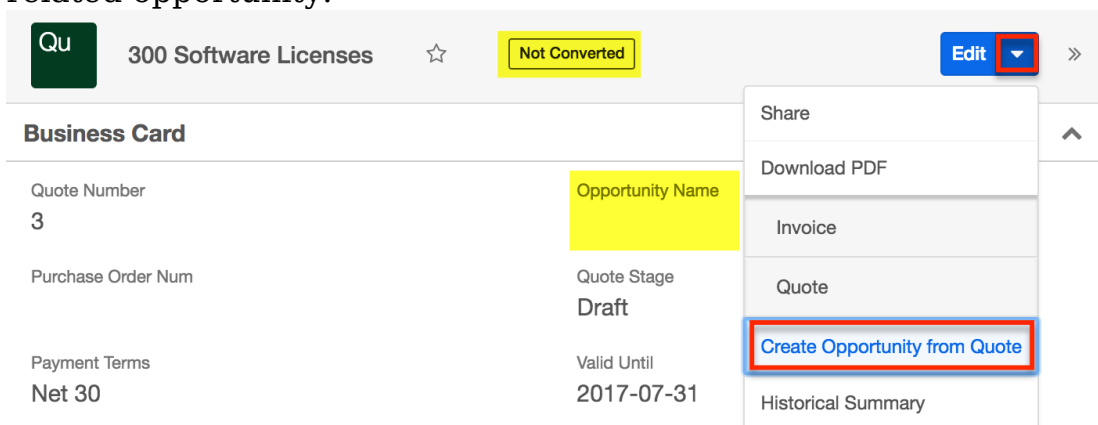 related opportunity.
Qu
300 Software Licenses
Not Converted
Edit
Share
Business Card
Download PDF
Quote Number
Opportunity Name
3
Invoice
Purchase Order Num
Quote Stage
Quote
Draft
Create Opportunity from Quote
Payment Terms
Valid Until
Net 30
2017-07-31
Historical Summary